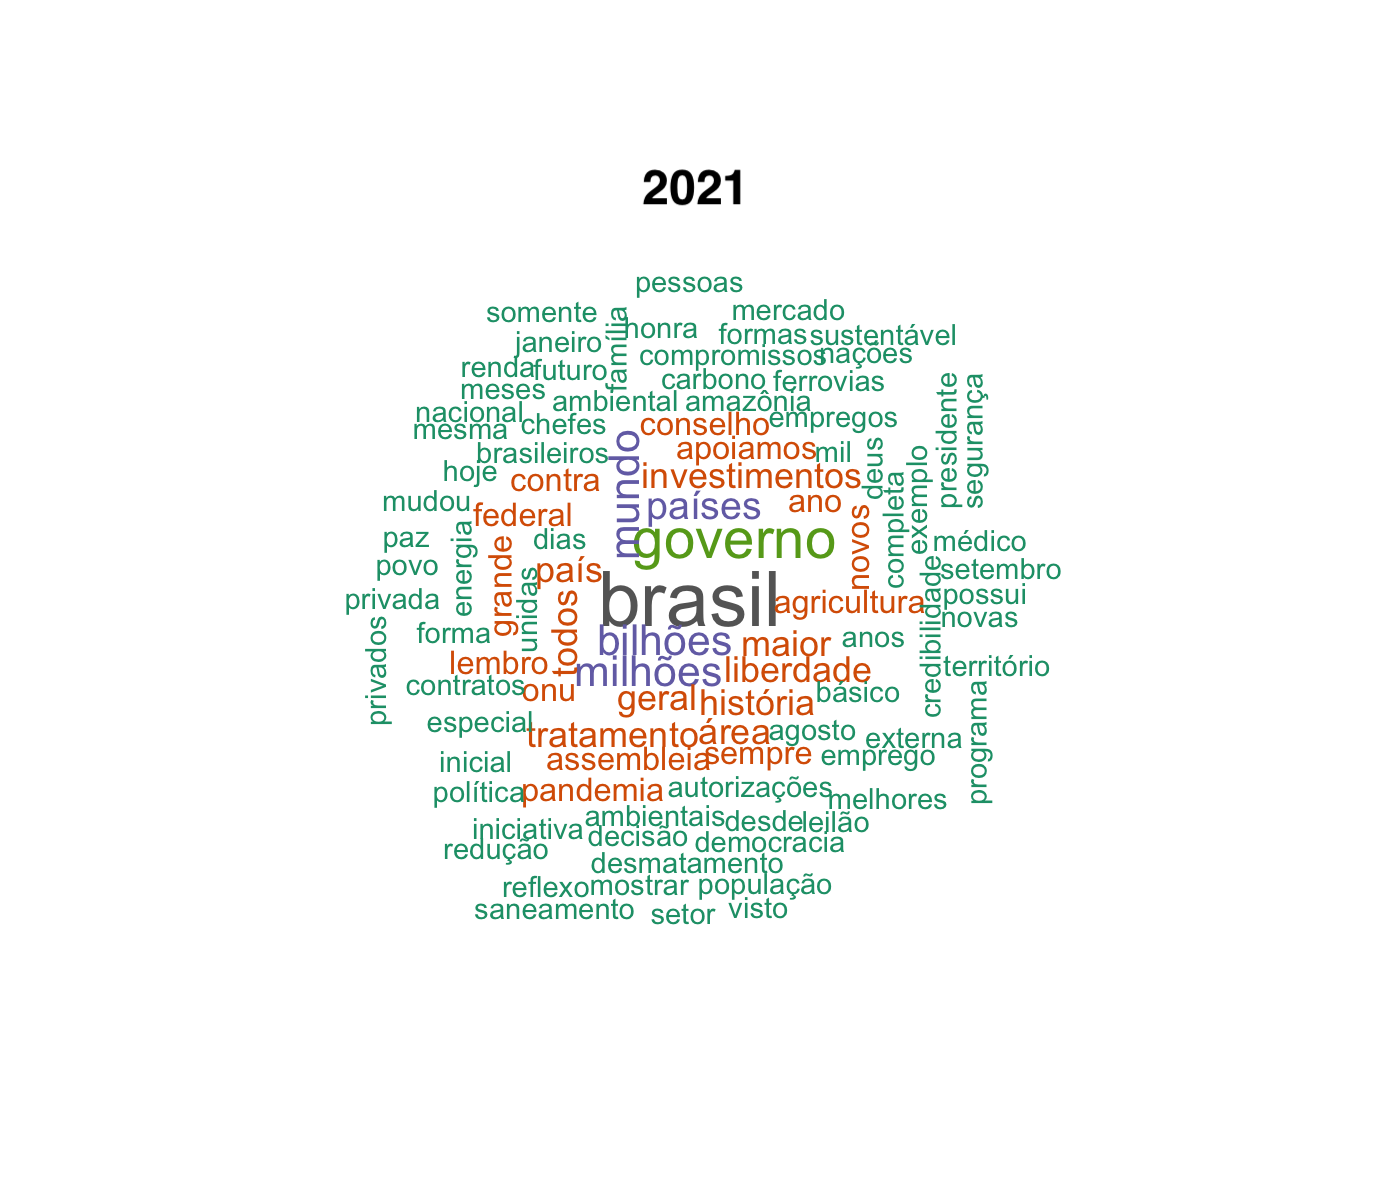 2021
pessoas
somente
mercado
família
honra
formas
sustentável
janeiro
compromissos
nações
renda
futuro
carbono
ferrovias
meses
ambiental
amazônia
presidente
segurança
nacional
chefes
conselho
empregos
mesma
brasileiros
mundo
apoiamos
mil
deus
exemplo
hoje
contra
investimentos
completa
mudou
federal
países
ano
novos
paz
energia
dias
governo
médico
povo
grande
unidas
país
setembro
privada
todos
brasil
agricultura
credibilidade
possui
novas
privados
forma
bilhões
maior
anos
lembro
milhões
liberdade
território
contratos
onu
geral
história
básico
programa
especial
tratamento
área
agosto
externa
inicial
assembleia
sempre
emprego
política
pandemia
autorizações
melhores
iniciativa
ambientais
desde
leilão
redução
decisão
democracia
desmatamento
reflexo
mostrar
população
saneamento
setor
visto